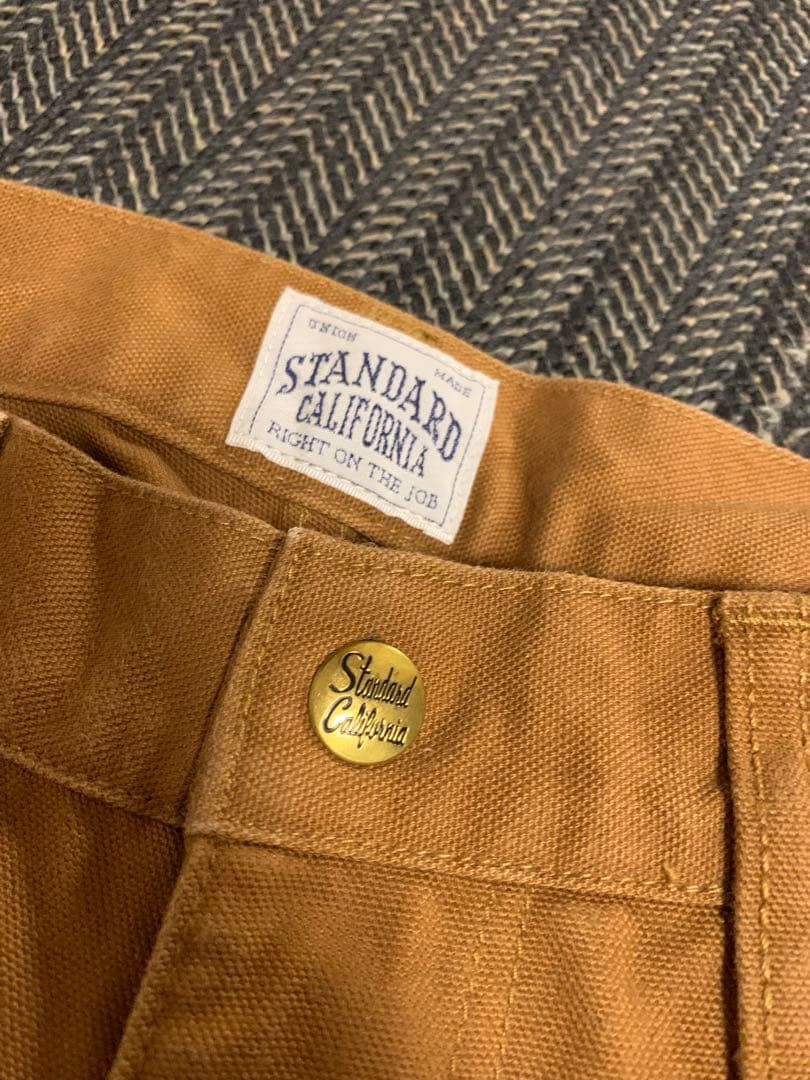 UNION MADE
STANDARD
CALIFORNIA
RIGHT ON THE JOB
Standard
California